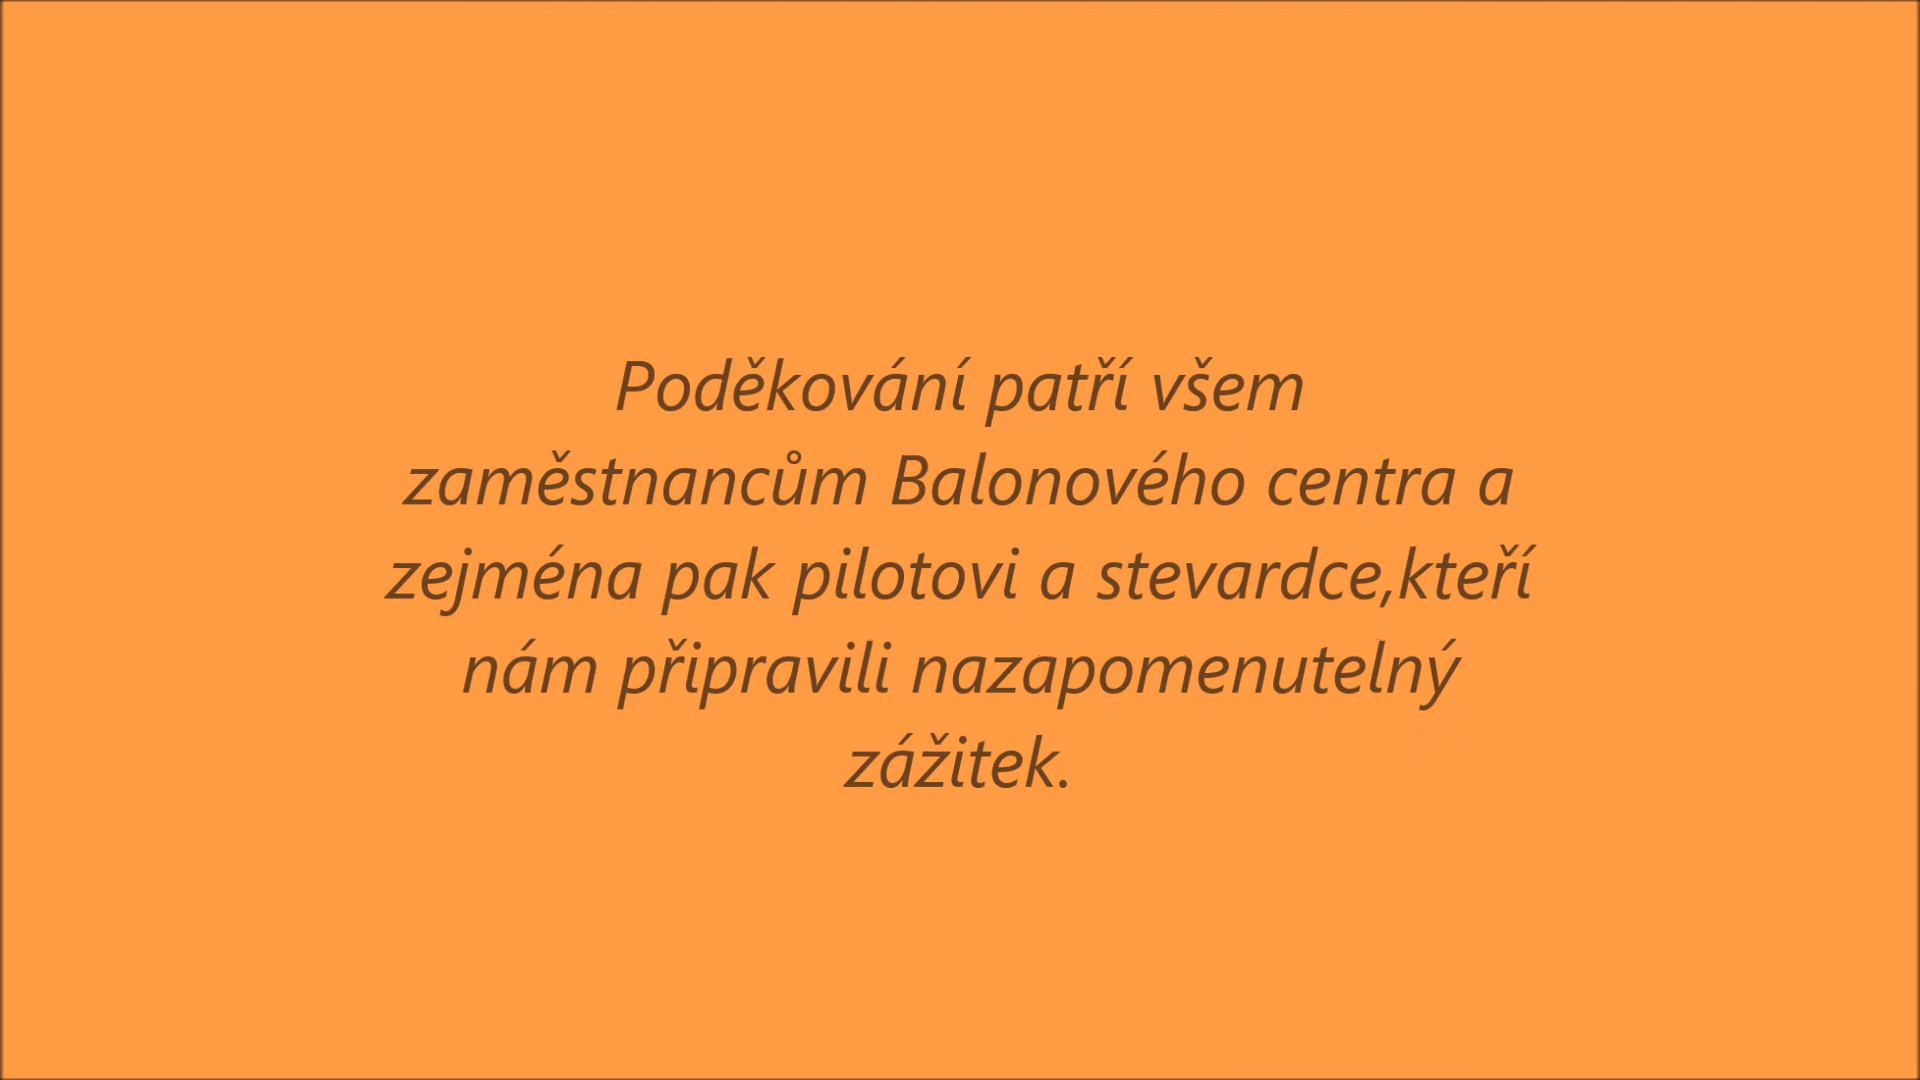 Poděkování patří všem
zaměstnancům Balonového centra a
zejména pak pilotovi a stevardce,kteří
nám připravili nazapomenutelný
zážitek.